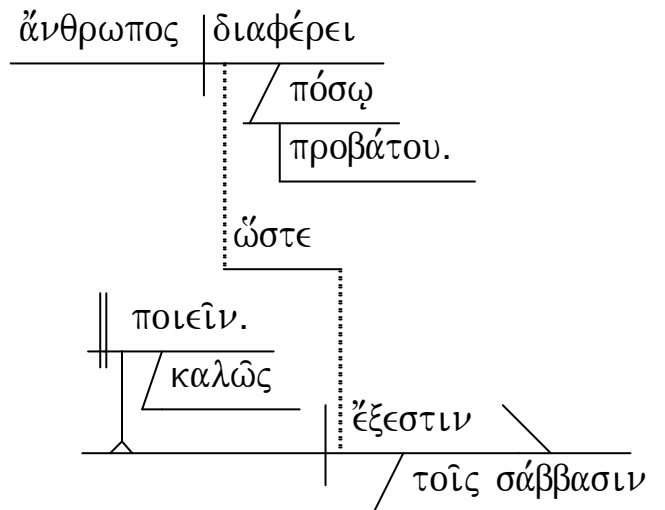 ἄνθρωπος διαφέρει
πόσῳ
προβάτου.
ὥστε
ποιεῖν.
καλῶς
ἔξεστιν
τοῖς σάββασιν